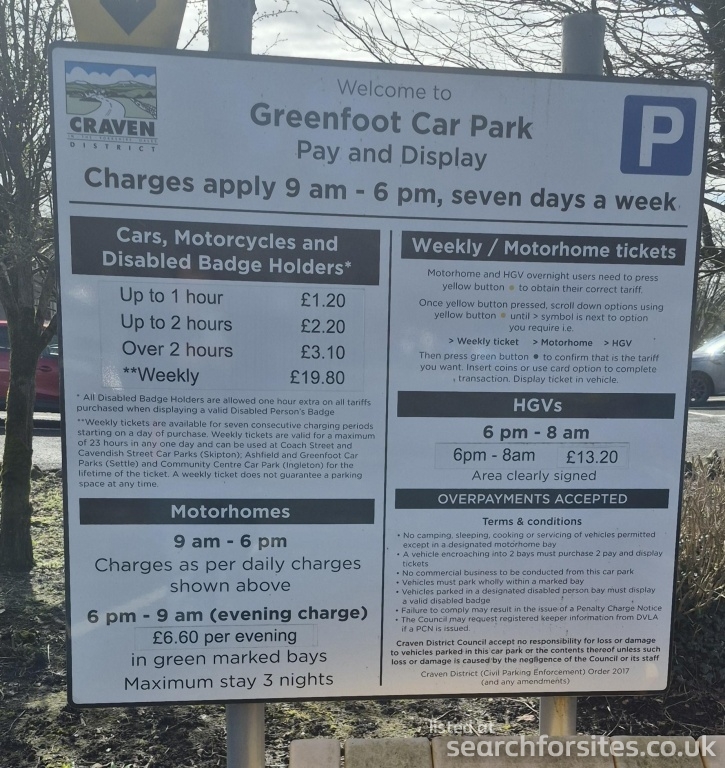 CRAVEN
DISTRICT
Welcome to
Greenfoot Car Park
Pay and Display
P
Charges apply 9 am - 6 pm, seven days a week
Cars, Motorcycles and
Disabled Badge Holders*
Up to 1 hour £1.20
Up to 2 hours £2.20
Over 2 hours £3.10
**Weekly £19.80
* All Disabled Badge Holders are allowed one hour extra on all tariffs
purchased when displaying a valid Disabled Person's Badge
**Weekly tickets are available for seven consecutive charging periods
starting on a day of purchase. Weekly tickets are valid for a maximum
of 23 hours in any one day and can be used at Coach Street and
Cavendish Street Car Parks (Skipton); Ashfield and Greenfoot Car
Parks (Settle) and Community Centre Car Park (Ingleton) for the
lifetime of the ticket. A weekly ticket does not guarantee a parking
space at any time.
Motorhomes
9 am - 6 pm
Charges as per daily charges
shown above
6 pm - 9 am (evening charge)
£6.60 per evening
in green marked bays
Maximum stay 3 nights
Weekly / Motorhome tickets
Motorhome and HGV overnight users need to press
yellow button • to obtain their correct tariff.
Once yellow button pressed, scroll down options using
yellow button • until > symbol is next to option
you require i.e.
> Weekly ticket > Motorhome > HGV
Then press green button • to confirm that is the tariff
you want. Insert coins or use card option to complete
transaction. Display ticket in vehicle.
HGVs
6 pm - 8 am
6pm - 8am £13.20
Area clearly signed
OVERPAYMENTS ACCEPTED
Terms & conditions
• No camping, sleeping, cooking or servicing of vehicles permitted
except in a designated motorhome bay
• A vehicle encroaching into 2 bays must purchase 2 pay and display
tickets
• No commercial business to be conducted from this car park
• Vehicles must park wholly within a marked bay
• Vehicles parked in a designated disabled person bay must display
a valid disabled badge
• Failure to comply may result in the issue of a Penalty Charge Notice
• The Council may request registered keeper information from DVLA
if a PCN is issued.
Craven District Council accept no responsibility for loss or damage
to vehicles parked in this car park or the contents thereof unless such
loss or damage is caused by the negligence of the Council or its staff
Craven District (Civil Parking Enforcement) Order 2017
(and any amendments)
listed at
searchforsites.co.uk